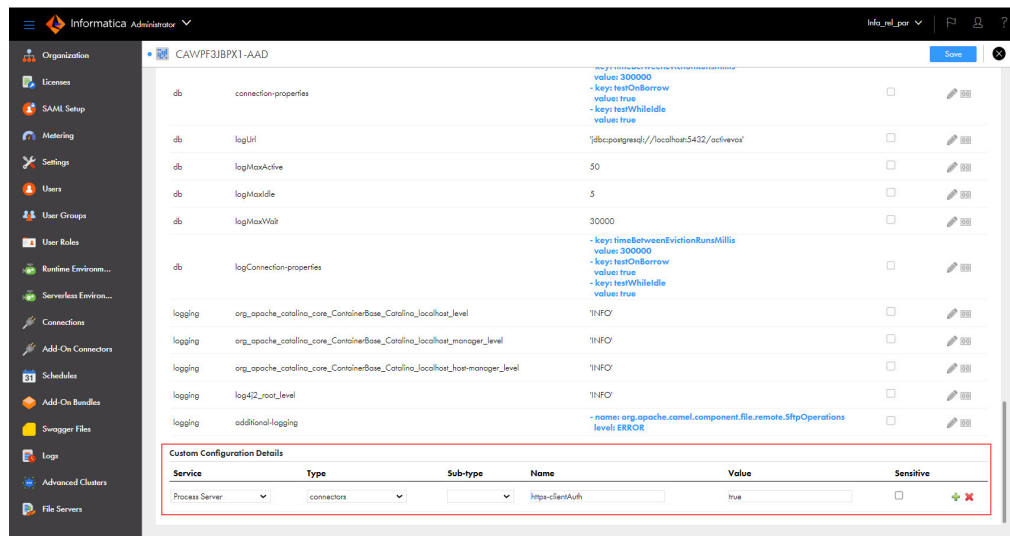 Informatica Administrator
Info_rel_par
?
Organization
Licenses
SAML Setup
Metering
Settings
Users
User Groups
User Roles
Runtime Environm...
Serverless Environ...
Connections
Add-On Connectors
31 Schedules
Add-On Bundles
Swagger Files
Logs
Advanced Clusters
File Servers
CAWPF3JBPX1-AAD
Save
- key: timeBetweenEvictionRunsMillis
value: 300000
db connection-properties - key: testOnBorrow
value: true
- key: testWhileIdle
value: true
db logUrl 'jdbc:postgresql://localhost:5432/activevos'
db logMaxActive 50
db logMaxIdle 5
db logMaxWait 30000
- key: timeBetweenEvictionRunsMillis
value: 300000
db logConnection-properties - key: testOnBorrow
value: true
- key: testWhileIdle
value: true
logging org_apache_catalina_core_ContainerBase_Catalina_localhost_level 'INFO'
logging org_apache_catalina_core_ContainerBase_Catalina_localhost_manager_level 'INFO'
logging org_apache_catalina_core_ContainerBase_Catalina_localhost_host-manager_level 'INFO'
logging log4j2_root_level 'INFO'
logging additional-logging - name: org.apache.camel.component.file.remote.SftpOperations
level: ERROR
Custom Configuration Details
Service Type Sub-type Name Value Sensitive
Process Server connectors https-clientAuth true